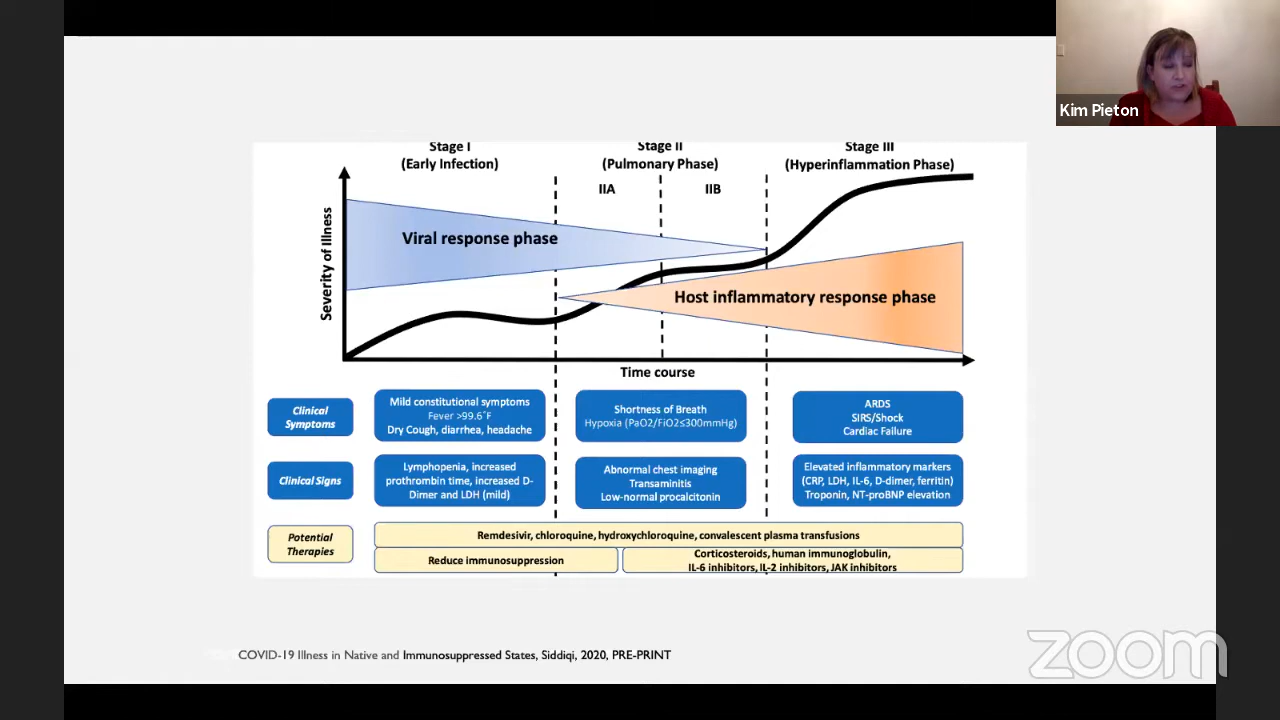 Kim Pieton
Stage I
(Early Infection)
Stage II
(Pulmonary Phase)
Stage III
(Hyperinflammation Phase)
IIA
IIB
Severity of Illness
Viral response phase
Host inflammatory response phase
Time course
Clinical
Symptoms
Mild constitutional symptoms
Fever >99.6°F
Dry Cough, diarrhea, headache
Shortness of Breath
Hypoxia (PaO2/FiO2≤300mmHg)
ARDS
SIRS/Shock
Cardiac Failure
Clinical Signs
Lymphopenia, increased
prothrombin time, increased D-
Dimer and LDH (mild)
Abnormal chest imaging
Transaminitis
Low-normal procalcitonin
Elevated inflammatory markers
(CRP, LDH, IL-6, D-dimer, ferritin)
Troponin, NT-proBNP elevation
Potential
Therapies
Remdesivir, chloroquine, hydroxychloroquine, convalescent plasma transfusions
Reduce immunosuppression
Corticosteroids, human immunoglobulin,
IL-6 inhibitors, IL-2 inhibitors, JAK inhibitors
COVID-19 Illness in Native and Immunosuppressed States, Siddiqi, 2020, PRE-PRINT
zoom